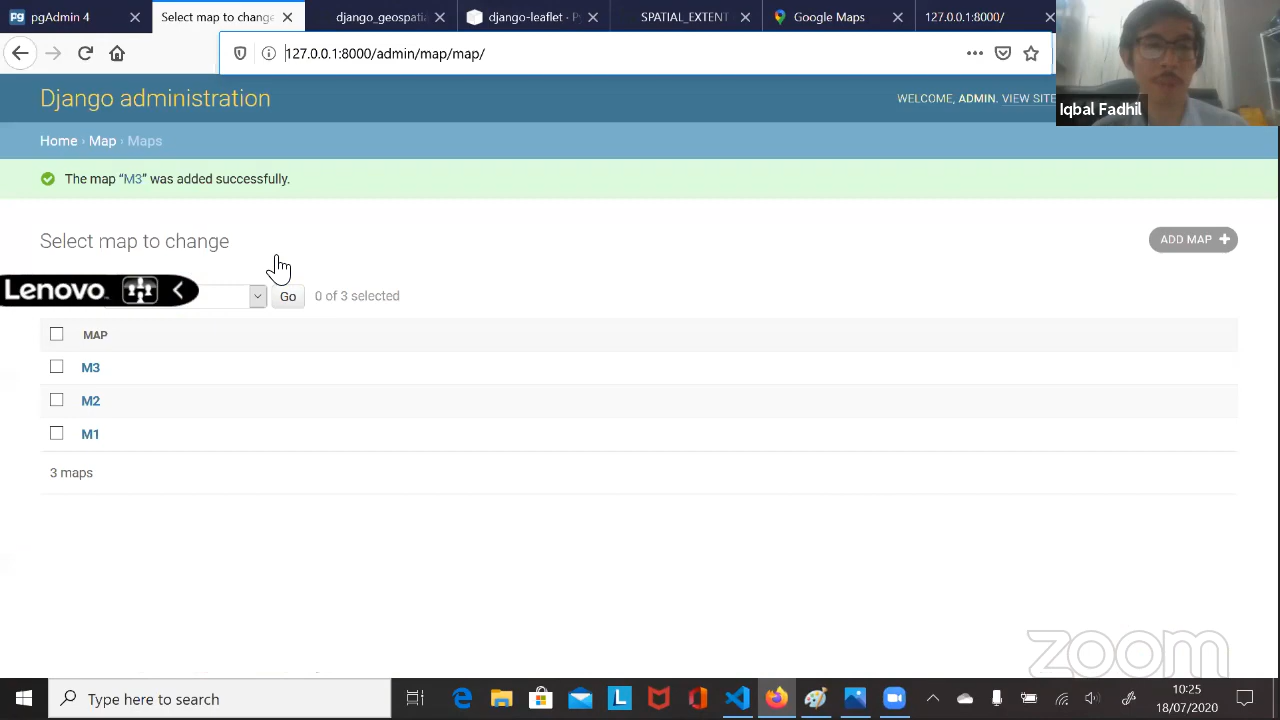 pgAdmin 4
Select map to change
django_geospati
django-leaflet · P
SPATIAL_EXTENT
Google Maps
127.0.0.1:8000/
127.0.0.1:8000/admin/map/map/
Django administration
WELCOME, ADMIN. VIEW SITE
Iqbal Fadhil
Home › Map › Maps
The map “M3” was added successfully.
Select map to change
ADD MAP +
Lenovo
Go
0 of 3 selected
MAP
M3
M2
M1
3 maps
zoom
Type here to search
10:25
18/07/2020